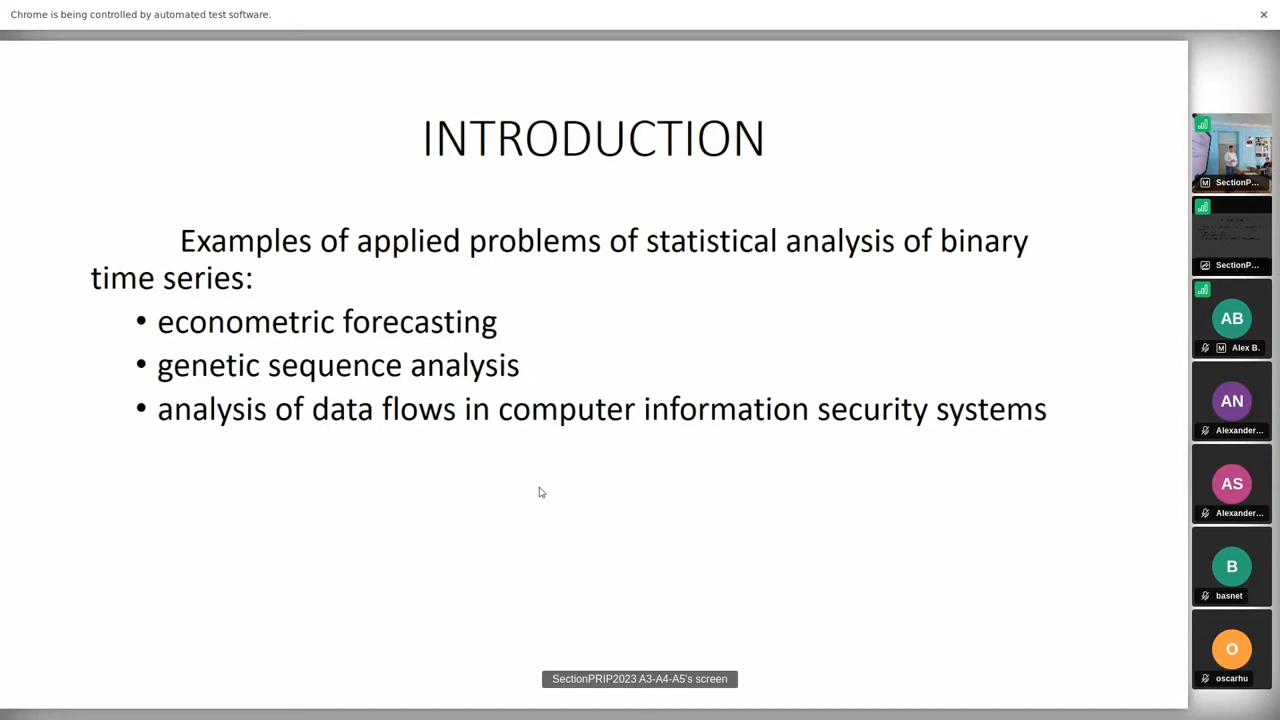 Chrome is being controlled by automated test software.
INTRODUCTION
Examples of applied problems of statistical analysis of binary
time series:
• econometric forecasting
• genetic sequence analysis
• analysis of data flows in computer information security systems
SectionPRIP2023 A3-A4-A5's screen
M SectionP...
SectionP...
AB
M Alex B.
AN
Alexander...
AS
Alexander...
B
basnet
O
oscarhu